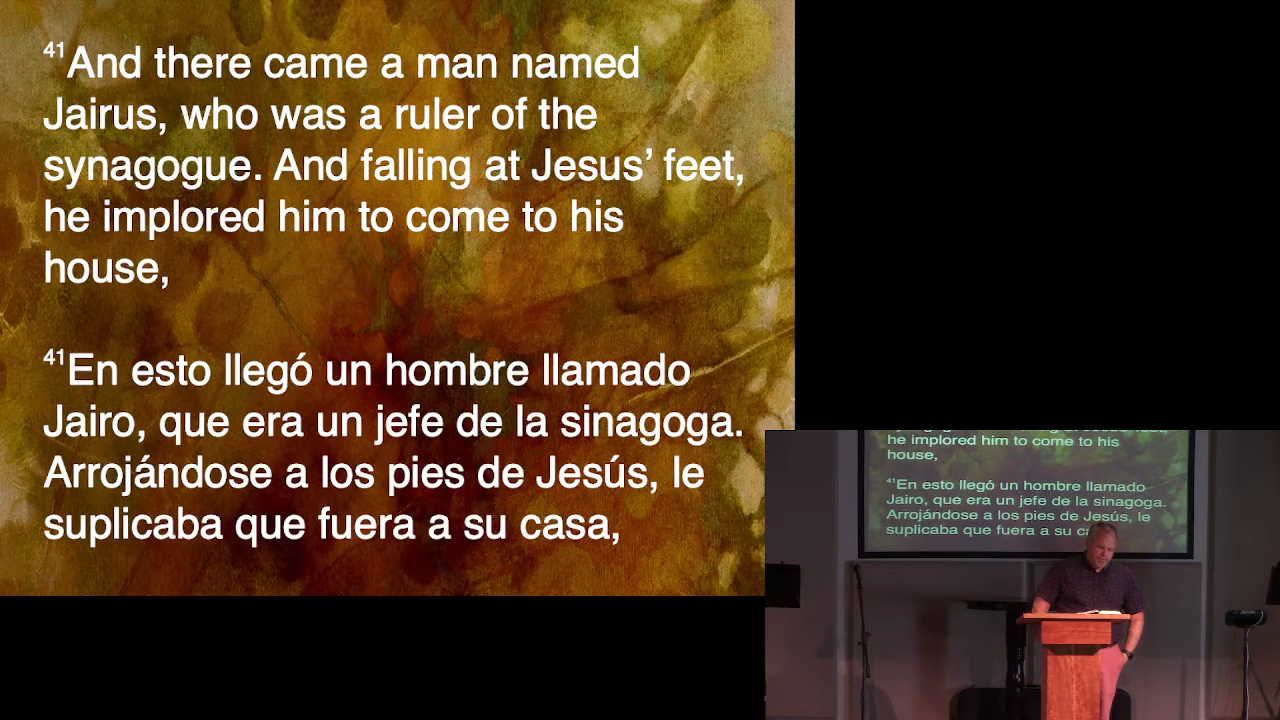 ⁴¹And there came a man named
Jairus, who was a ruler of the
synagogue. And falling at Jesus’ feet,
he implored him to come to his
house,
⁴¹En esto llegó un hombre llamado
Jairo, que era un jefe de la sinagoga.
Arrojándose a los pies de Jesús, le
suplicaba que fuera a su casa,
he implored him to come to his
house,
⁴¹En esto llegó un hombre llamado
Jairo, que era un jefe de la sinagoga.
Arrojándose a los pies de Jesús, le
suplicaba que fuera a su